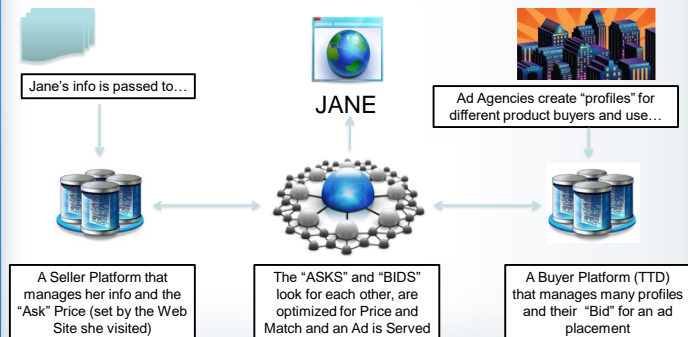 Jane's info is passed to…
JANE
Ad Agencies create "profiles" for
different product buyers and use…
A Seller Platform that
manages her info and the
"Ask" Price (set by the Web
Site she visited)
The "ASKS" and "BIDS"
look for each other, are
optimized for Price and
Match and an Ad is Served
A Buyer Platform (TTD)
that manages many profiles
and their "Bid" for an ad
placement